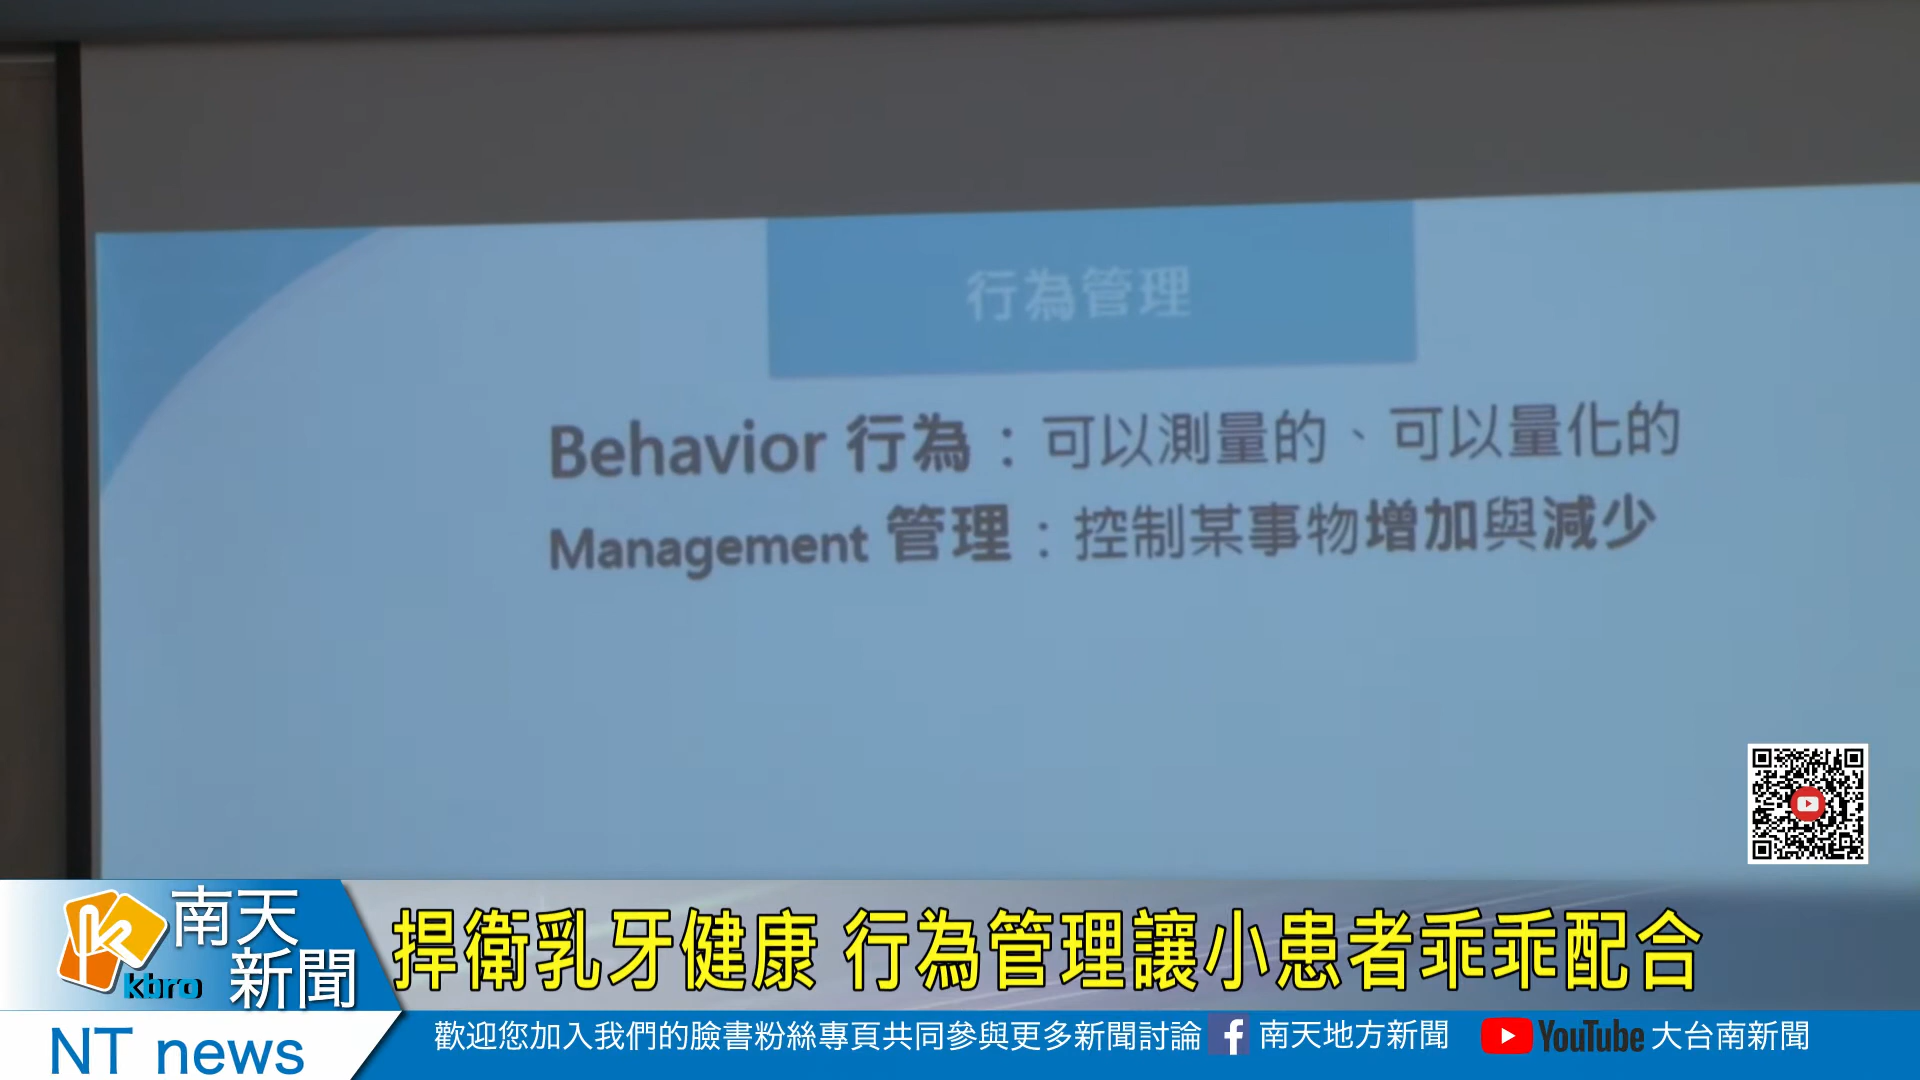 行為管理
Behavior 行為：可以測量的、可以量化的
Management 管理：控制某事物增加與減少
南天新聞
kbro
捍衛乳牙健康 行為管理讓小患者乖乖配合
NT news
歡迎您加入我們的臉書粉絲專頁共同參與更多新聞討論 南天地方新聞 YouTube 大台南新聞